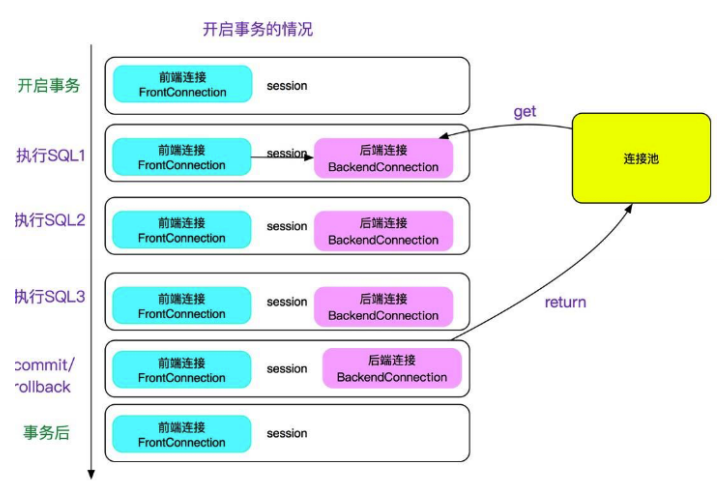 开启事务的情况
开启事务
前端连接
FrontConnection
session
get
执行SQL1
前端连接
FrontConnection
session
后端连接
BackendConnection
连接池
执行SQL2
前端连接
FrontConnection
session
后端连接
BackendConnection
执行SQL3
前端连接
FrontConnection
session
后端连接
BackendConnection
return
commit/
rollback
前端连接
FrontConnection
session
后端连接
BackendConnection
事务后
前端连接
FrontConnection
session